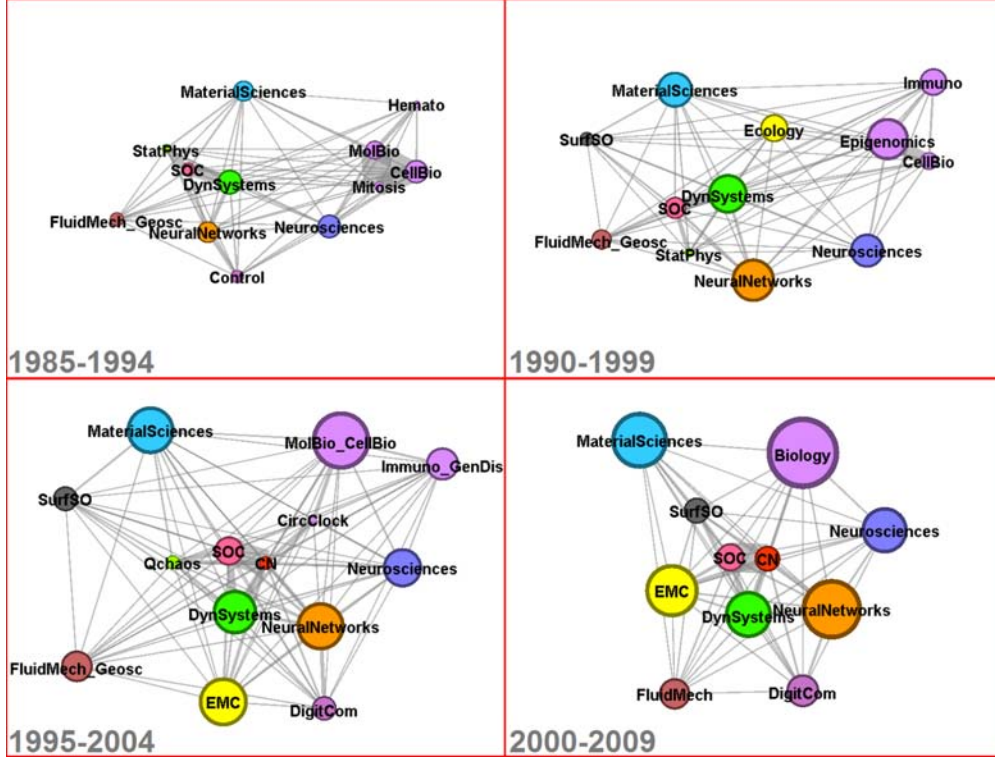 MaterialSciences
Hemato
StatPhys
MolBio
SOC
CellBio
DynSystems
Mitosis
FluidMech_Geosc
NeuralNetworks
Neurosciences
Control
1985-1994
Immuno
MaterialSciences
Ecology
SurfSO
Epigenomics
CellBio
DynSystems
SOC
FluidMech_Geosc
StatPhys
Neurosciences
NeuralNetworks
1990-1999
MaterialSciences
MolBio_CellBio
Immuno_GenDis
SurfSO
CircClock
SOC
Qchaos
CN
Neurosciences
DynSystems
NeuralNetworks
FluidMech_Geosc
EMC
DigitCom
1995-2004
MaterialSciences
Biology
SurfSO
Neurosciences
SOC
CN
EMC
DynSystems
NeuralNetworks
FluidMech
DigitCom
2000-2009